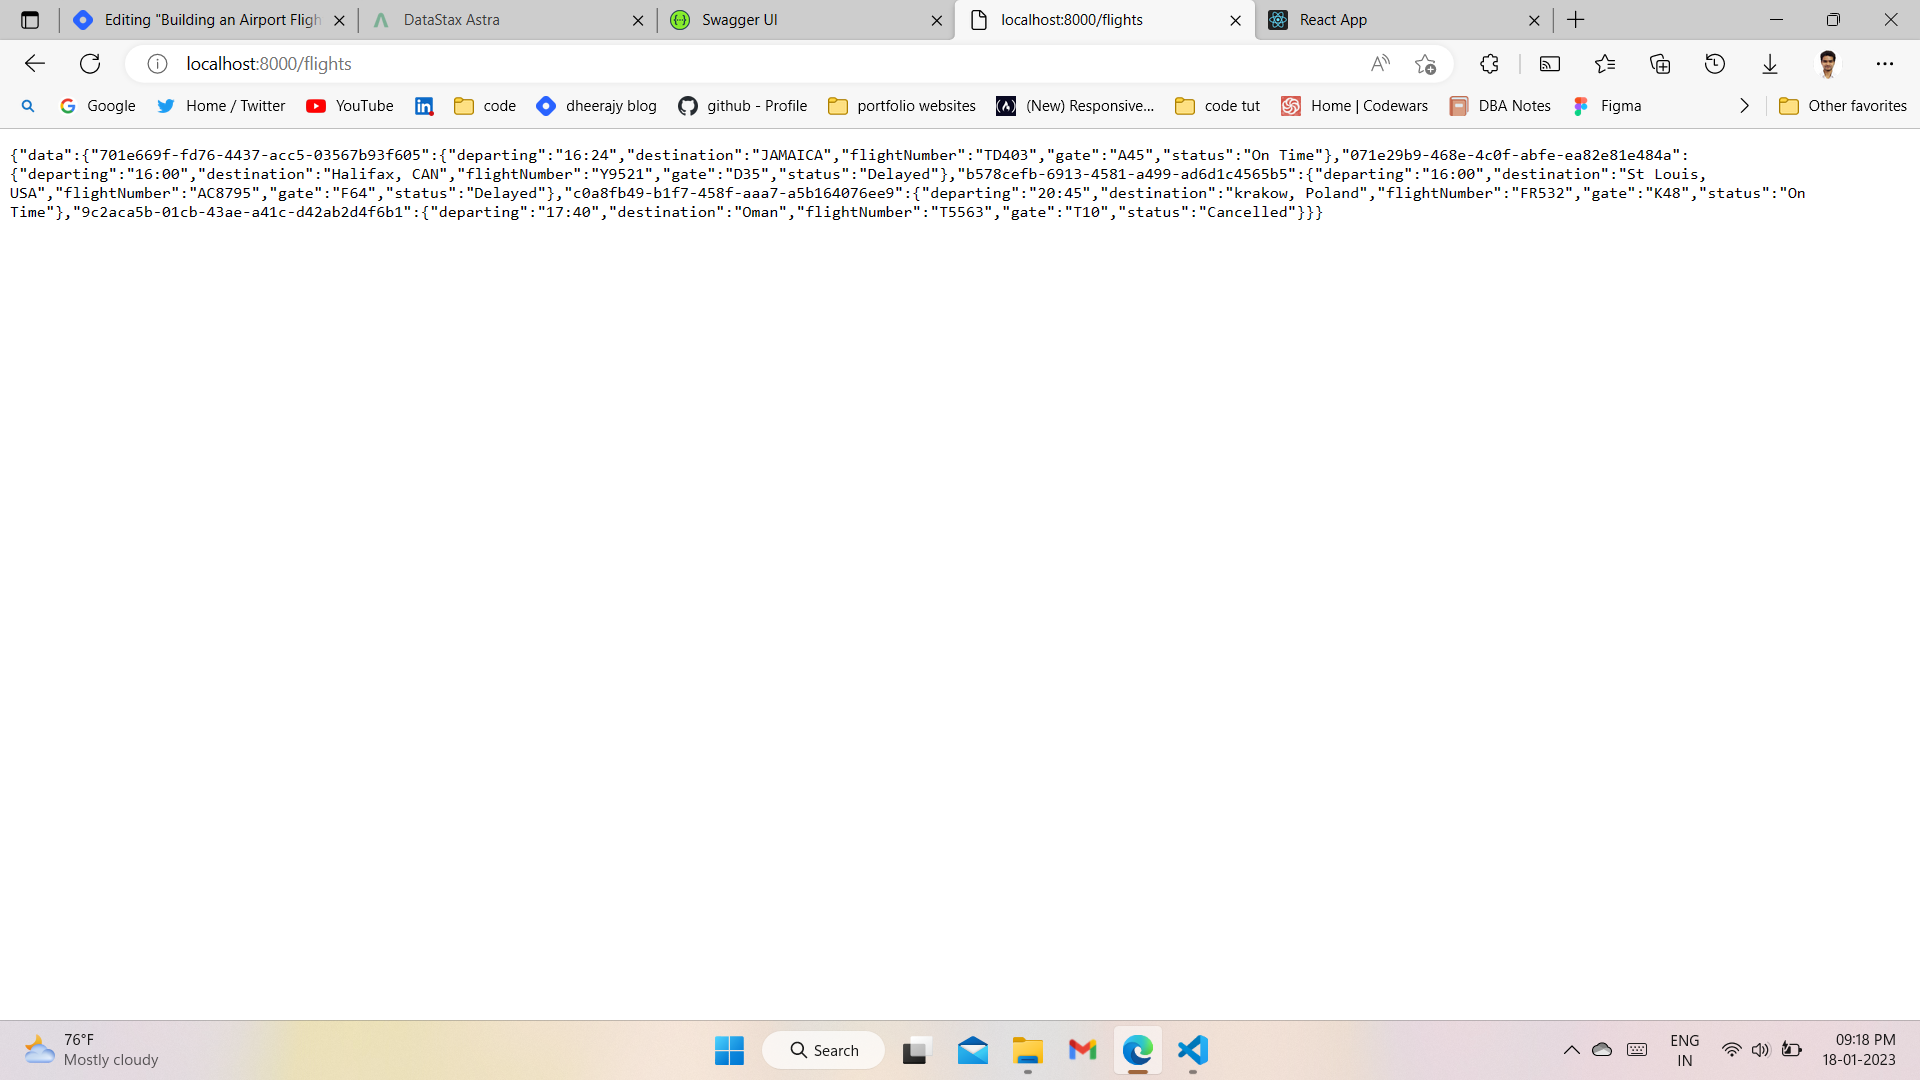 Editing "Building an Airport Fligh
DataStax Astra
Swagger UI
localhost:8000/flights
React App
localhost:8000/flights
Google
Home / Twitter
YouTube
code
dheerajy blog
github - Profile
portfolio websites
(New) Responsive...
code tut
Home | Codewars
DBA Notes
Figma
Other favorites
{"data":{"701e669f-fd76-4437-acc5-03567b93f605":{"departing":"16:24","destination":"JAMAICA","flightNumber":"TD403","gate":"A45","status":"On Time"},"071e29b9-468e-4c0f-abfe-ea82e81e484a":
{"departing":"16:00","destination":"Halifax, CAN","flightNumber":"Y9521","gate":"D35","status":"Delayed"},"b578cefb-6913-4581-a499-ad6d1c4565b5":{"departing":"16:00","destination":"St Louis,
USA","flightNumber":"AC8795","gate":"F64","status":"Delayed"},"c0a8fb49-b1f7-458f-aaa7-a5b164076ee9":{"departing":"20:45","destination":"krakow, Poland","flightNumber":"FR532","gate":"K48","status":"On
Time"},"9c2aca5b-01cb-43ae-a41c-d42ab2d4f6b1":{"departing":"17:40","destination":"Oman","flightNumber":"T5563","gate":"T10","status":"Cancelled"}}}
76°F
Mostly cloudy
Search
ENG
IN
09:18 PM
18-01-2023